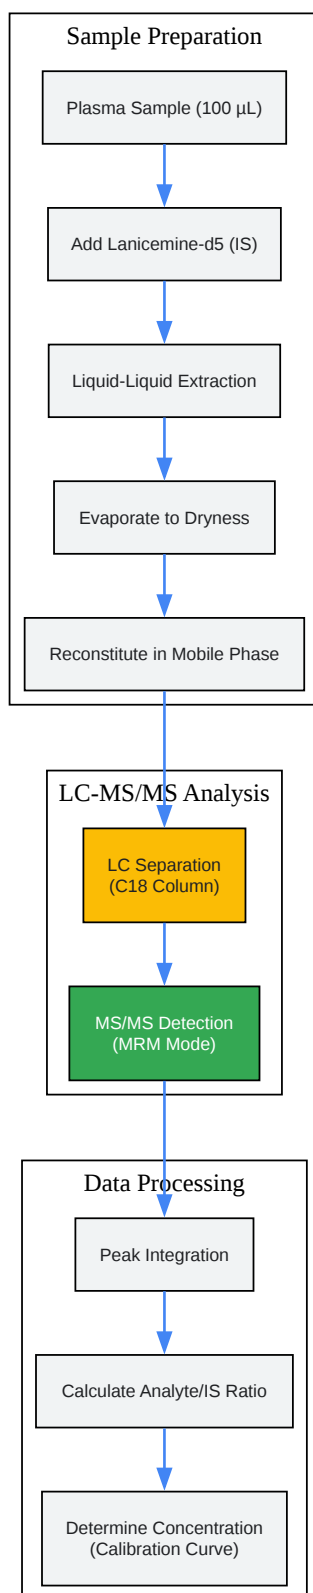 Sample Preparation
Plasma Sample (100 µL)
Add Lanicemine-d5 (IS)
Liquid-Liquid Extraction
Evaporate to Dryness
Reconstitute in Mobile Phase
LC-MS/MS Analysis
LC Separation
(C18 Column)
MS/MS Detection
(MRM Mode)
Data Processing
Peak Integration
Calculate Analyte/IS Ratio
Determine Concentration
(Calibration Curve)